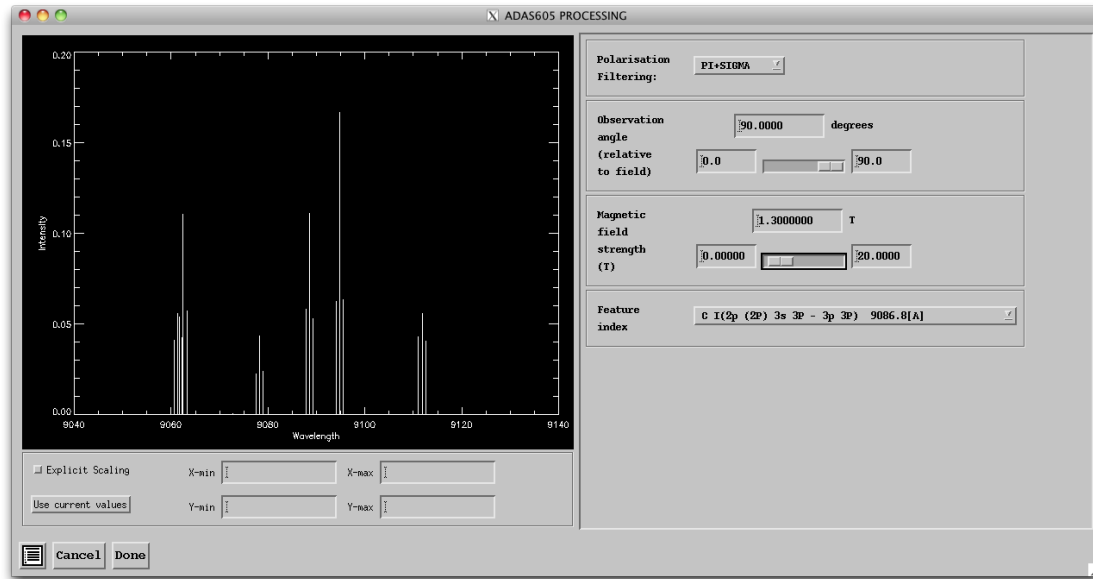 X ADAS605 PROCESSING
0.20
0.15
0.10
0.05
0.00
Intensity
9040 9060 9080 9100 9120 9140
Wavelength
Explicit Scaling X-min X-max
Use current values Y-min Y-max
Polarisation
Filtering:
PI+SIGMA
Observation
angle
(relative
to field)
90.0000 degrees
0.0 90.0
Magnetic
field
strength
(T)
1.3000000 T
0.00000 20.0000
Feature
index
C I(2p (2P) 3s 3P - 3p 3P) 9086.8[A]
Cancel Done